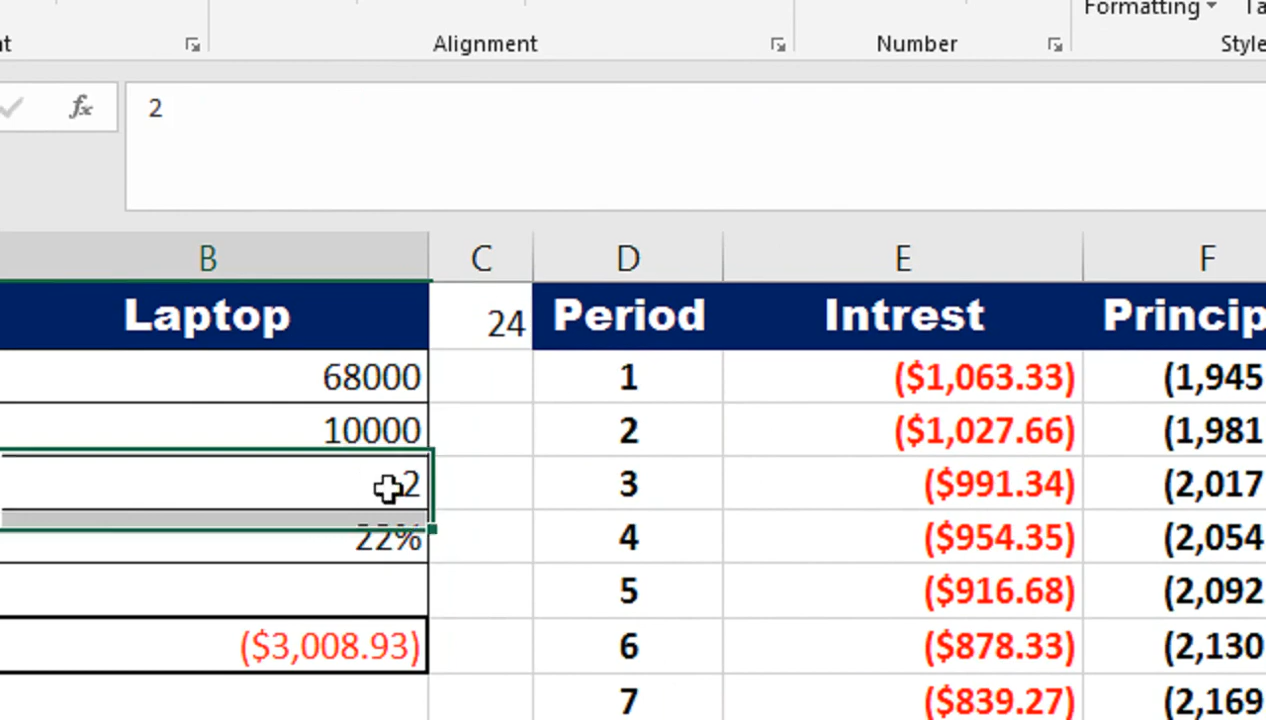 Formatting Ta
t Alignment Number Style
fx 2
B C D E F
Laptop 24 Period Intrest Princip
68000 1 ($1,063.33) (1,945
10000 2 ($1,027.66) (1,981
2 3 ($991.34) (2,017
22% 4 ($954.35) (2,054
5 ($916.68) (2,092
($3,008.93) 6 ($878.33) (2,130
7 ($839.27) (2,169